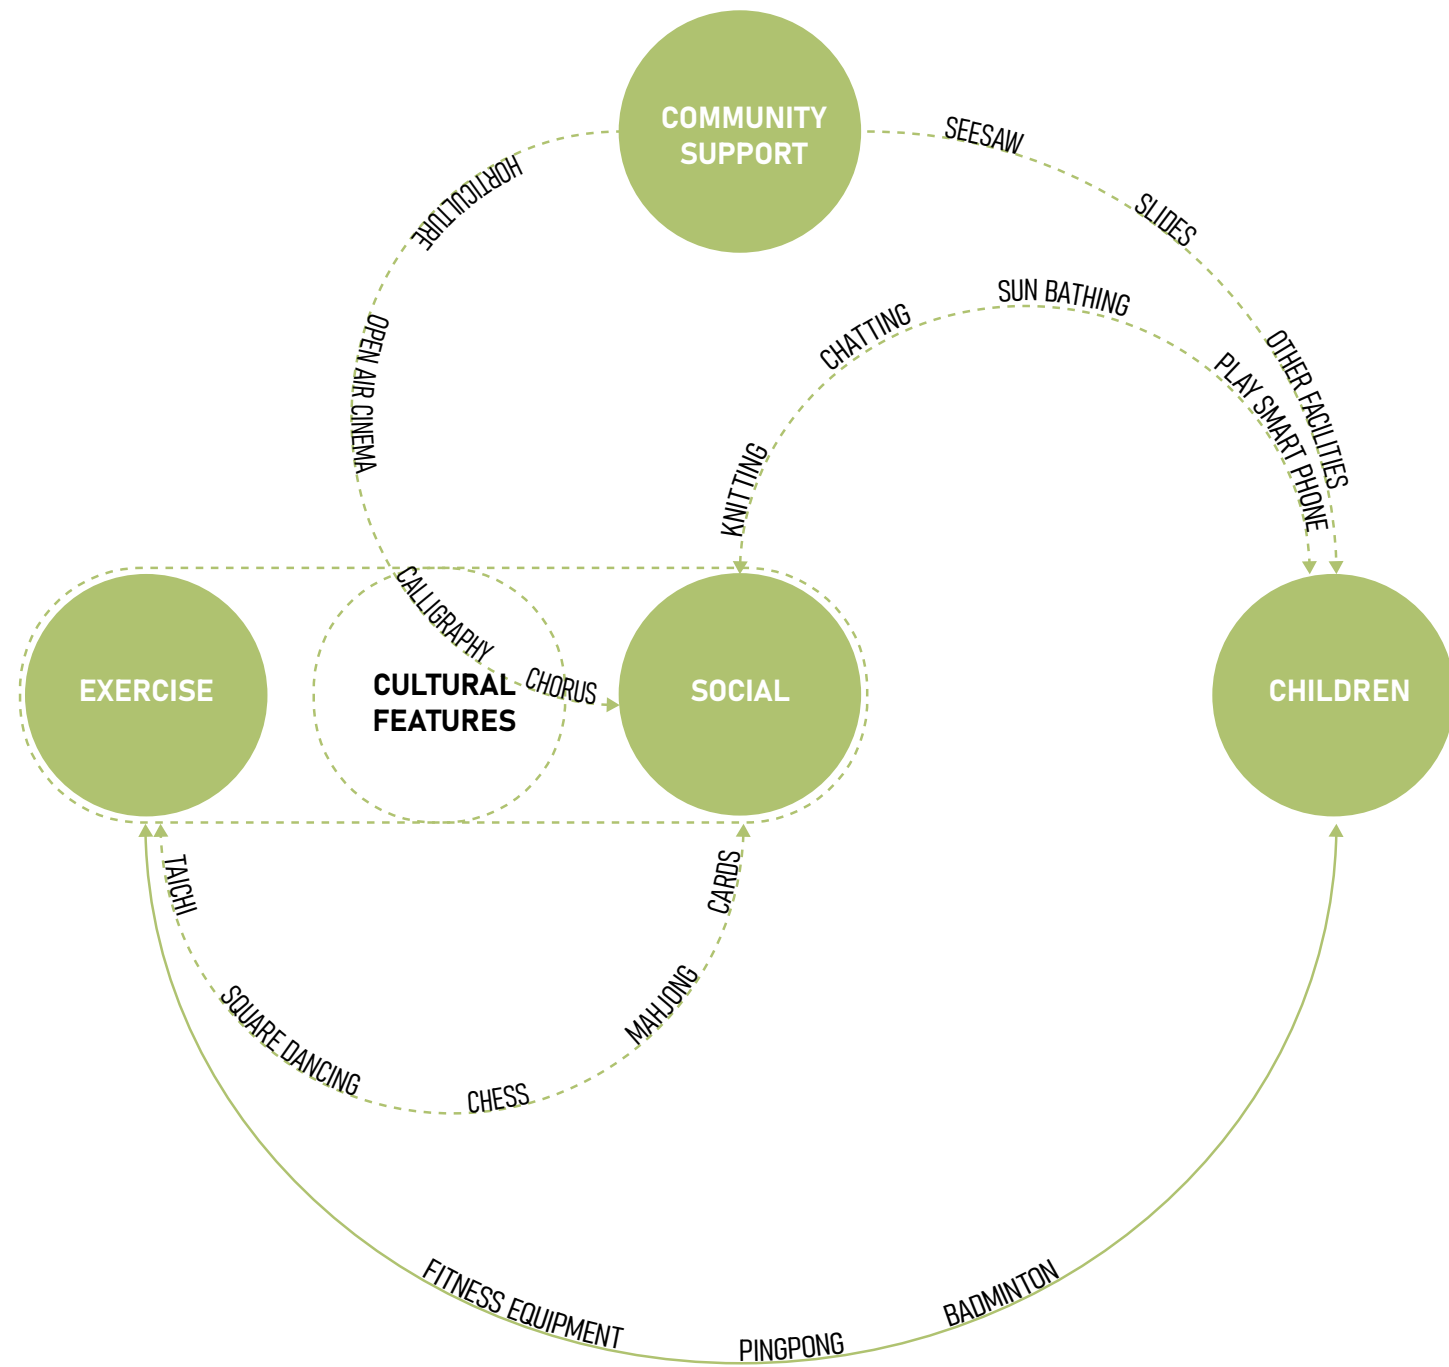 COMMUNITY
SUPPORT
SEESAW
SLIDES
OTHER FACILITIES
HORTICULTURE
OPEN AIR CINEMA
CALLIGRAPHY
CHORUS
SUN BATHING
CHATTING
KNITTING
PLAY SMART PHONE
EXERCISE
CULTURAL
FEATURES
SOCIAL
CHILDREN
TAICHI
SQUARE DANCING
CHESS
MAHJONG
CARDS
FITNESS EQUIPMENT
PINGPONG
BADMINTON